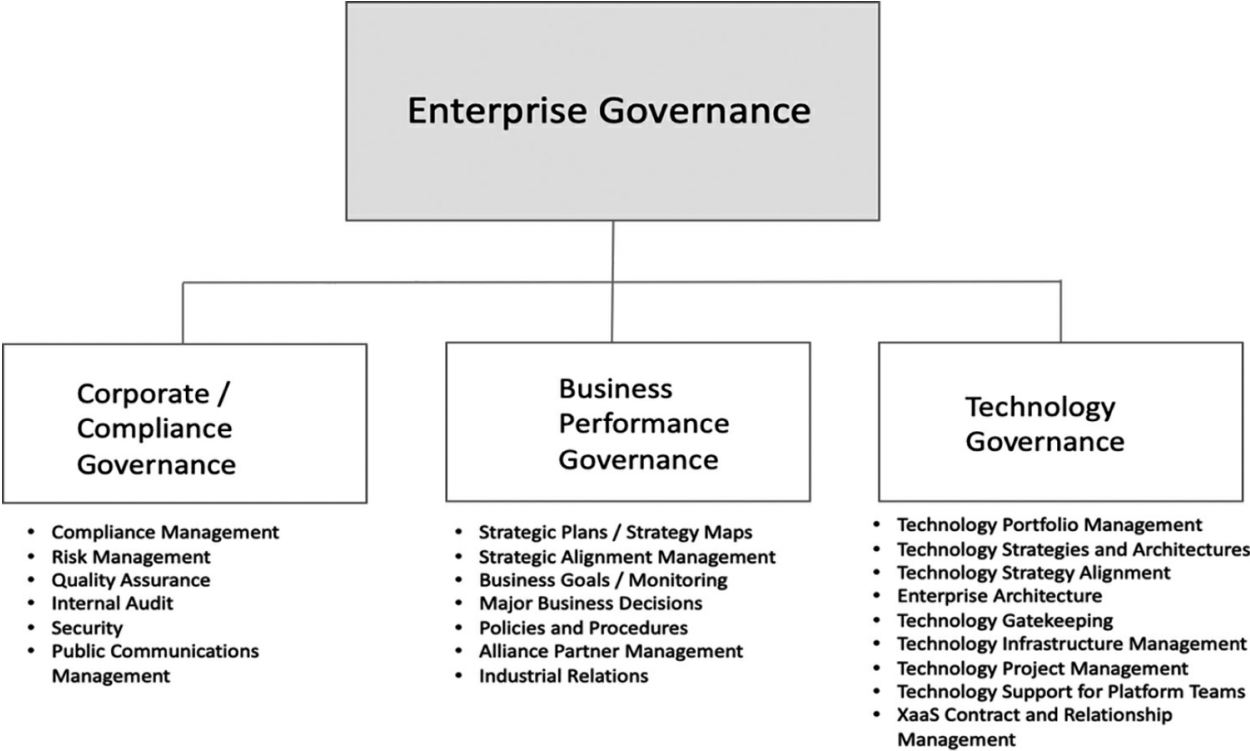 Enterprise Governance
Corporate /
Compliance
Governance
• Compliance Management
• Risk Management
• Quality Assurance
• Internal Audit
• Security
• Public Communications
Management
Business
Performance
Governance
• Strategic Plans / Strategy Maps
• Strategic Alignment Management
• Business Goals / Monitoring
• Major Business Decisions
• Policies and Procedures
• Alliance Partner Management
• Industrial Relations
Technology
Governance
• Technology Portfolio Management
• Technology Strategies and Architectures
• Technology Strategy Alignment
• Enterprise Architecture
• Technology Gatekeeping
• Technology Infrastructure Management
• Technology Project Management
• Technology Support for Platform Teams
• XaaS Contract and Relationship
Management